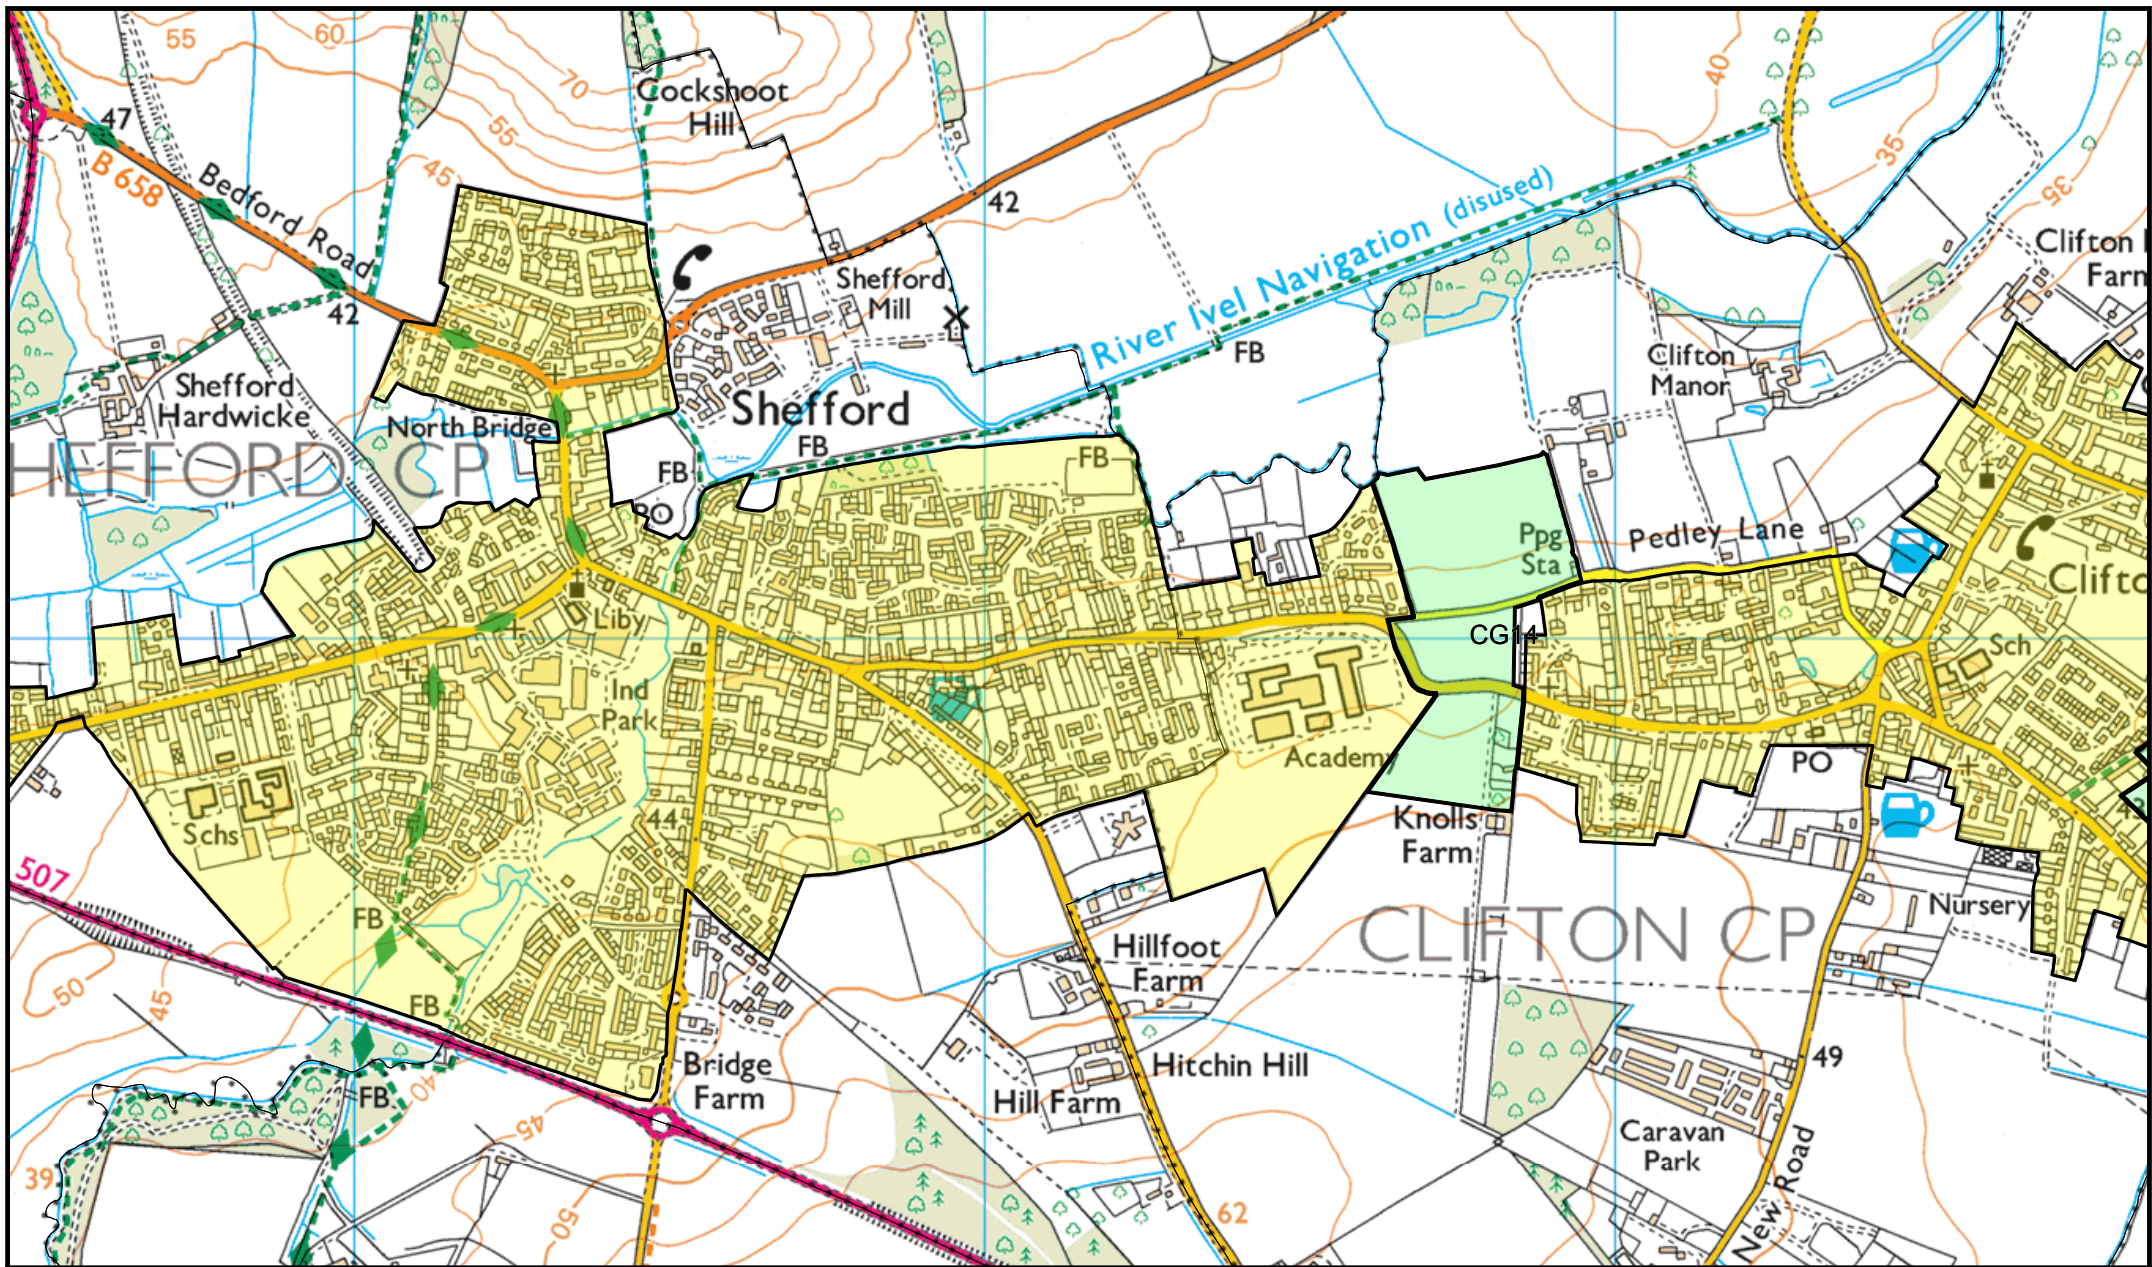 55
60
70
55
45
Cockshoot
Hill
40
35
35
47
B 658
Bedford Road
42
42
Shefford
Mill
River Ivel Navigation (disused)
FB
Clifton
Farm
Clifton
Manor
Shefford
Hardwicke
North Bridge
Shefford
FB
FB
FB
HEFFORD CP
PO
Ppg
Sta
Pedley Lane
Clifto
Liby
CG14
Sch
Ind
Park
Academy
Schs
44
PO
Knolls
Farm
507
FB
CLIFTON CP
Nursery
Hillfoot
Farm
50
45
FB
Bridge
Farm
Hitchin Hill
Hill Farm
49
40
FB
45
Caravan
Park
39
50
62
New Road